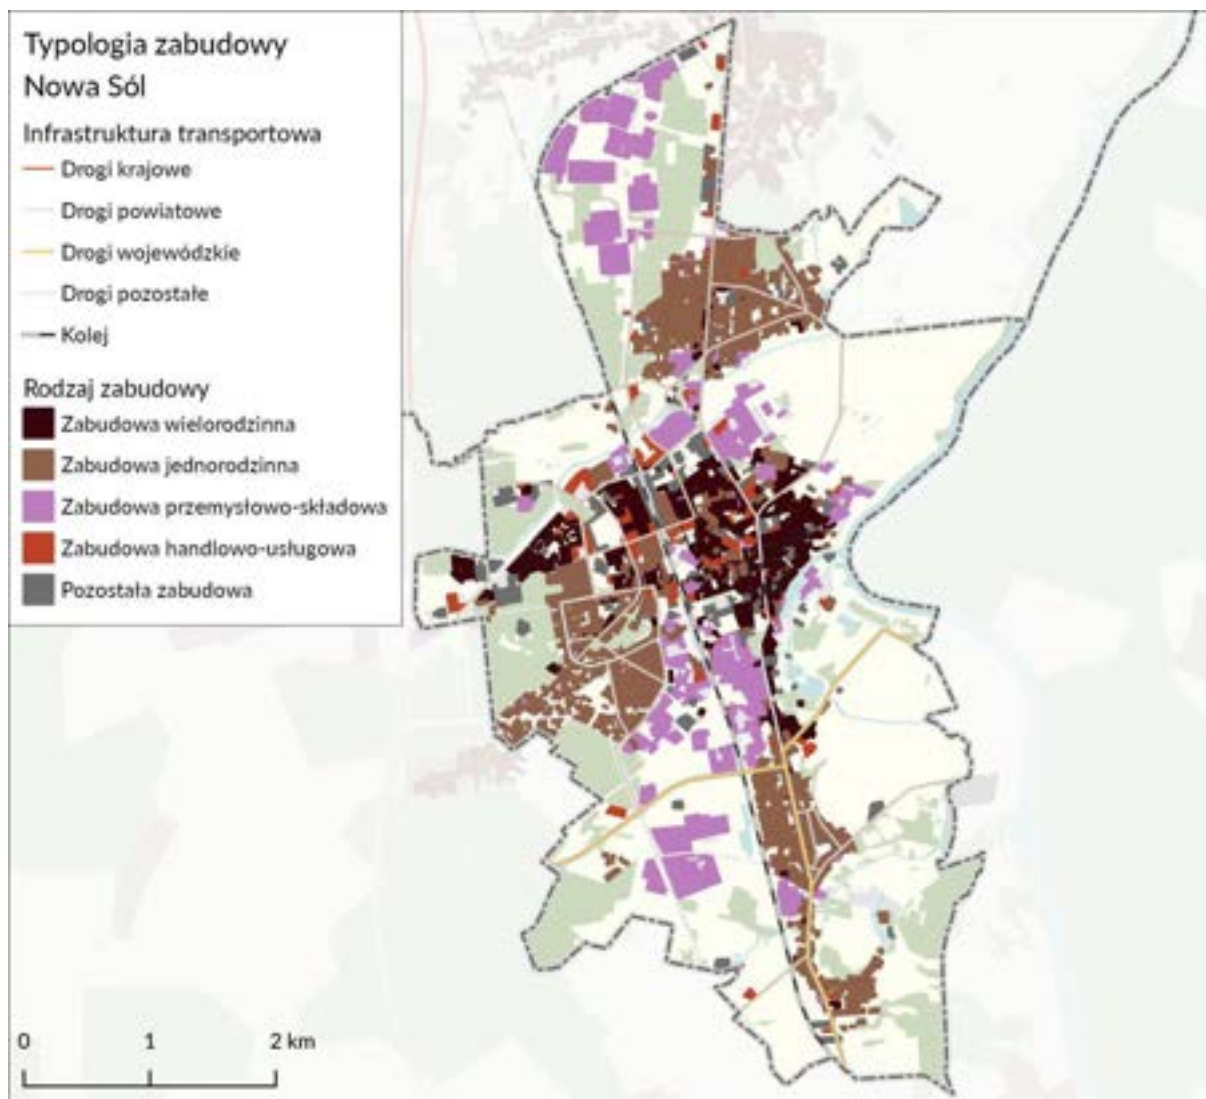 Typologia zabudowy
Nowa Sól
Infrastruktura transportowa
Drogi krajowe
Drogi powiatowe
Drogi wojewódzkie
Drogi pozostałe
Kolej
Rodzaj zabudowy
Zabudowa wielorodzinna
Zabudowa jednorodzinna
Zabudowa przemysłowo-składowa
Zabudowa handlowo-usługowa
Pozostała zabudowa
0 1 2 km